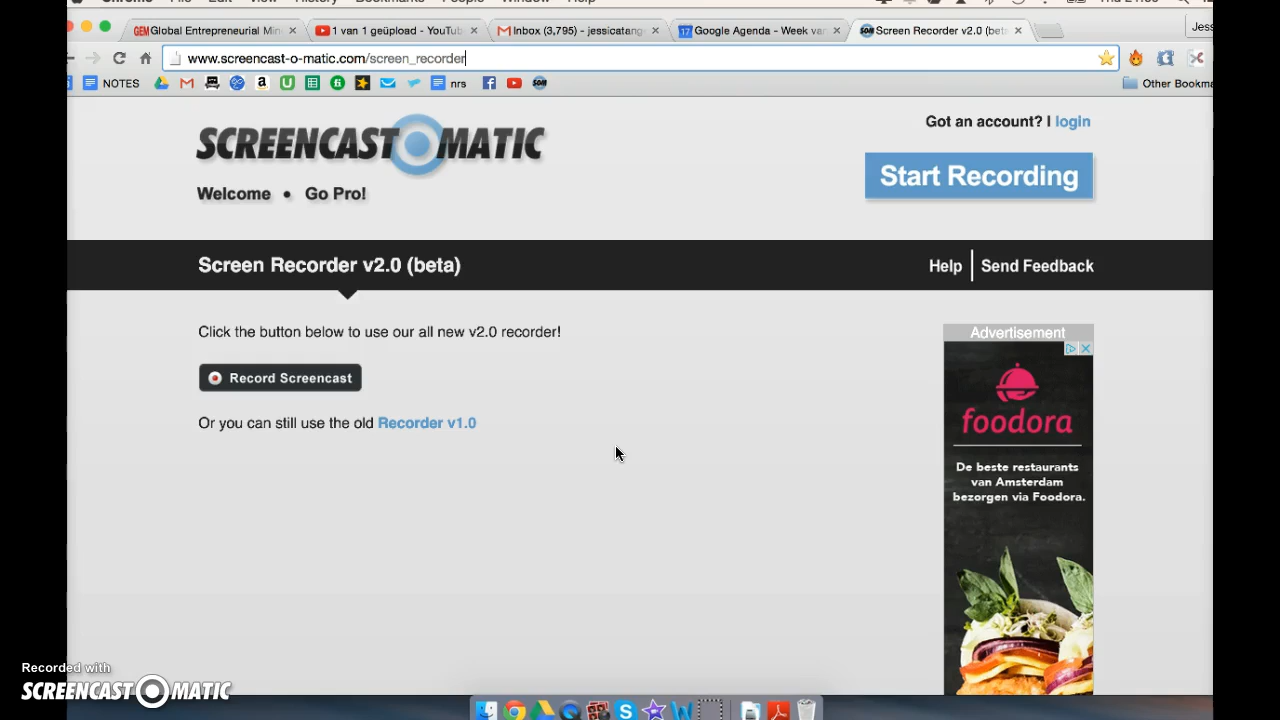 Global Entrepreneurial Mi
1 van 1 geüpload - YouTub
Inbox (3,795) - jessicatang
Google Agenda - Week va
Screen Recorder v2.0 (bet
Jess
www.screencast-o-matic.com/screen_recorder
NOTES
nrs
Other Bookma
SCREENCAST O MATIC
Got an account? I login
Start Recording
Welcome • Go Pro!
Screen Recorder v2.0 (beta)
Help
Send Feedback
Click the button below to use our all new v2.0 recorder!
Record Screencast
Or you can still use the old Recorder v1.0
Advertisement
foodora
De beste restaurants
van Amsterdam
bezorgen via Foodora.
Recorded with
SCREENCAST O MATIC